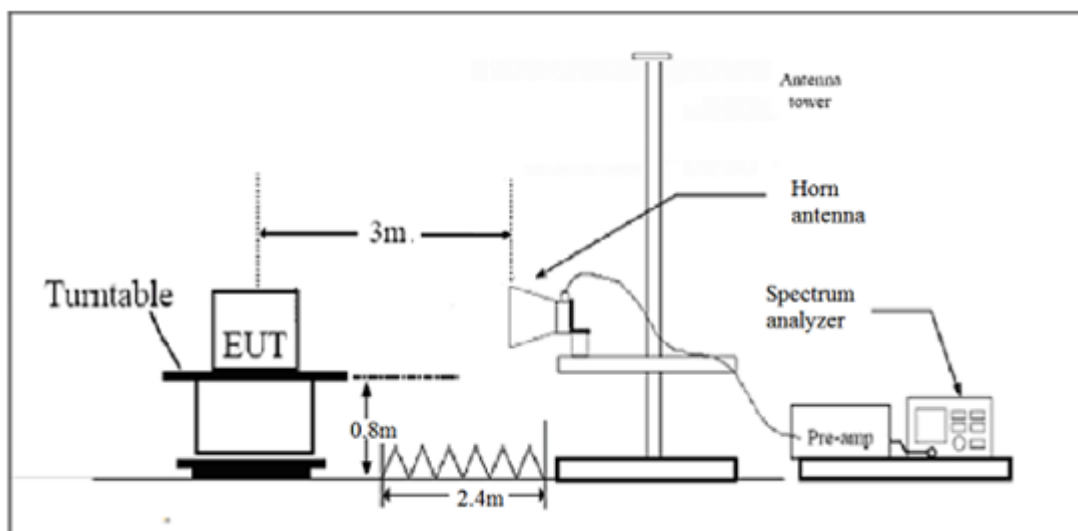 Antenna
tower
Horn
antenna
3m.
Turntable
EUT
Spectrum
analyzer
0.8m
Pre-amp
2.4m